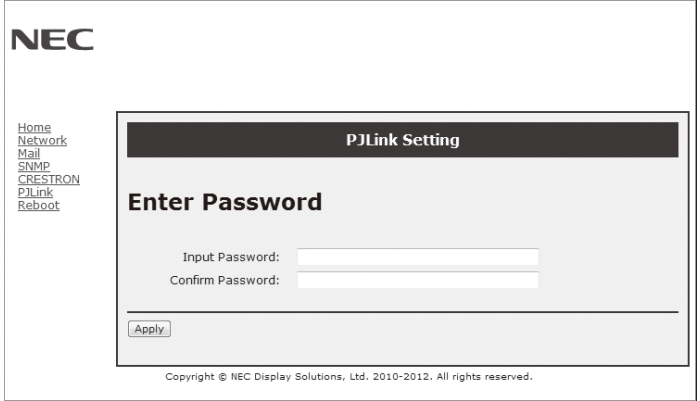 NEC
Home
Network
Mail
SNMP
CRESTRON
PJLink
Reboot
PJLink Setting
Enter Password
Input Password:
Confirm Password:
Apply
Copyright © NEC Display Solutions, Ltd. 2010-2012. All rights reserved.